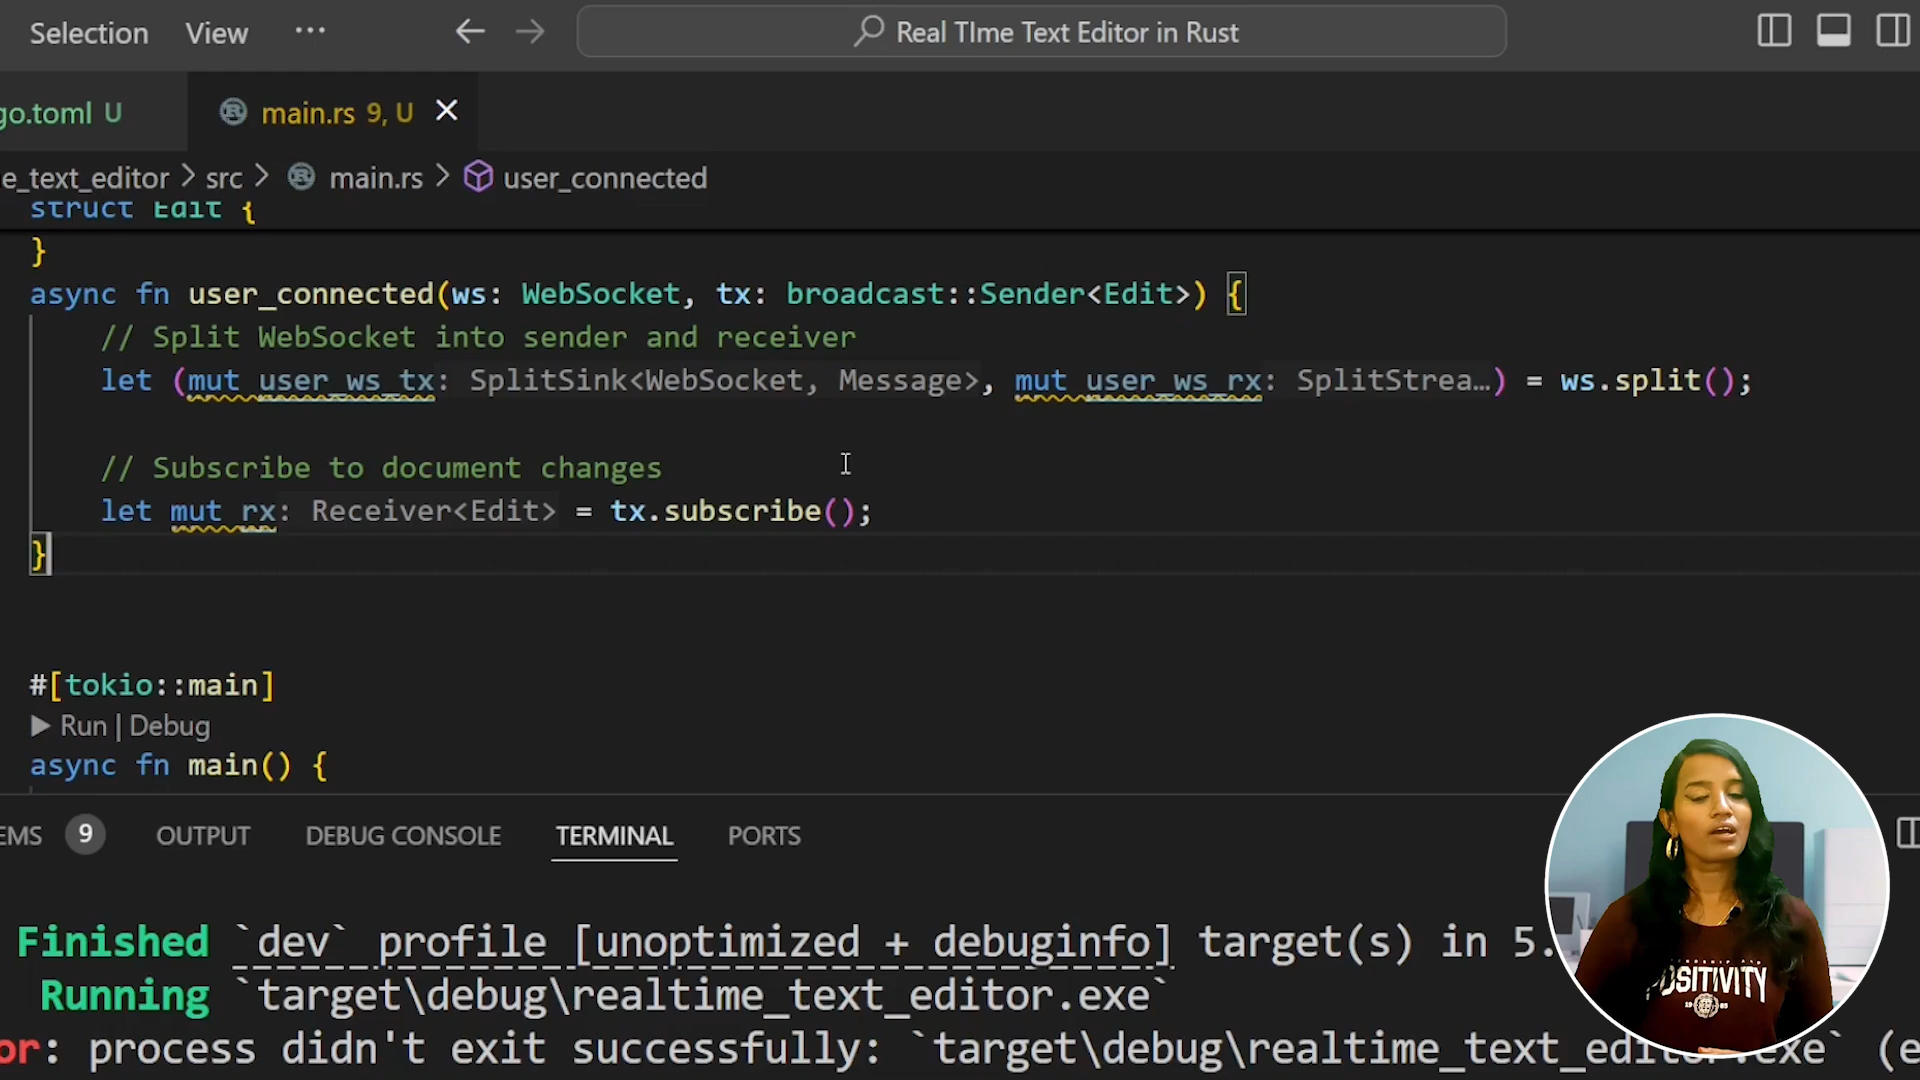 Selection View ··· Real TIme Text Editor in Rust
go.toml U main.rs 9, U
e_text_editor > src > main.rs > user_connected
struct Edit {
}
async fn user_connected(ws: WebSocket, tx: broadcast::Sender<Edit>) {
// Split WebSocket into sender and receiver
let (mut user_ws_tx: SplitSink<WebSocket, Message>, mut user_ws_rx: SplitStrea…) = ws.split();
// Subscribe to document changes
let mut rx: Receiver<Edit> = tx.subscribe();
}
#[tokio::main]
Run | Debug
async fn main() {
EMS 9 OUTPUT DEBUG CONSOLE TERMINAL PORTS
Finished `dev` profile [unoptimized + debuginfo] target(s) in 5.
Running `target\debug\realtime_text_editor.exe`
or: process didn't exit successfully: `target\debug\realtime_text_editor.exe` (e
POSITIVITY